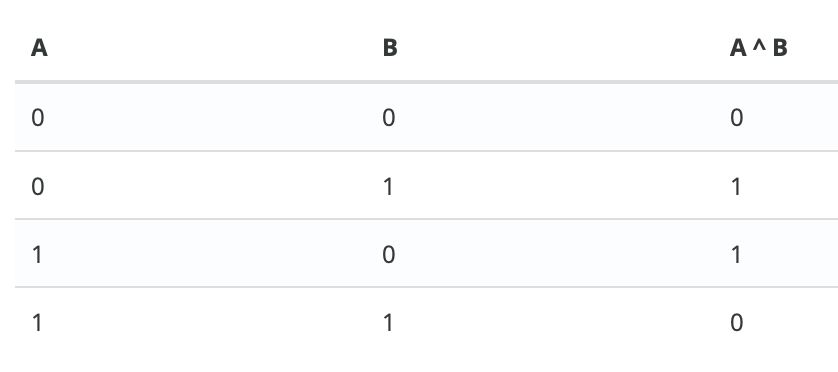 A B A ^ B
0 0 0
0 1 1
1 0 1
1 1 0